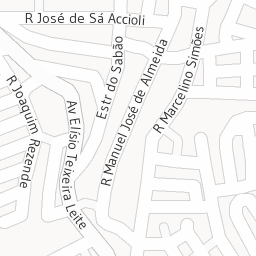 R José de Sá Accioli
Estr do Sabão
R Manuel José de Almeida
R Marcelino Simões
Av Elísio Teixeira Leite
R Joaquim Rezende